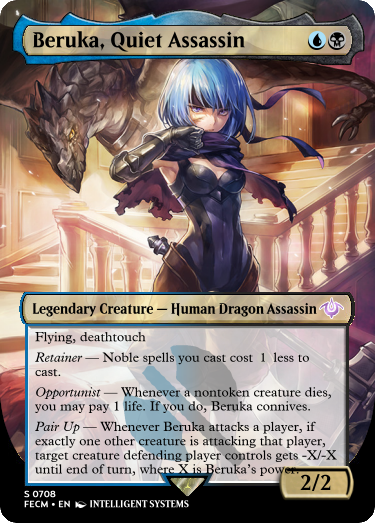 Beruka, Quiet Assassin
Legendary Creature — Human Dragon Assassin
Flying, deathtouch
Retainer — Noble spells you cast cost 1 less to
cast.
Opportunist — Whenever a nontoken creature dies,
you may pay 1 life. If you do, Beruka connives.
Pair Up — Whenever Beruka attacks a player, if
exactly one other creature is attacking that player,
target creature defending player controls gets -X/-X
until end of turn, where X is Beruka's power.
2/2
S 0708
FECM • EN INTELLIGENT SYSTEMS